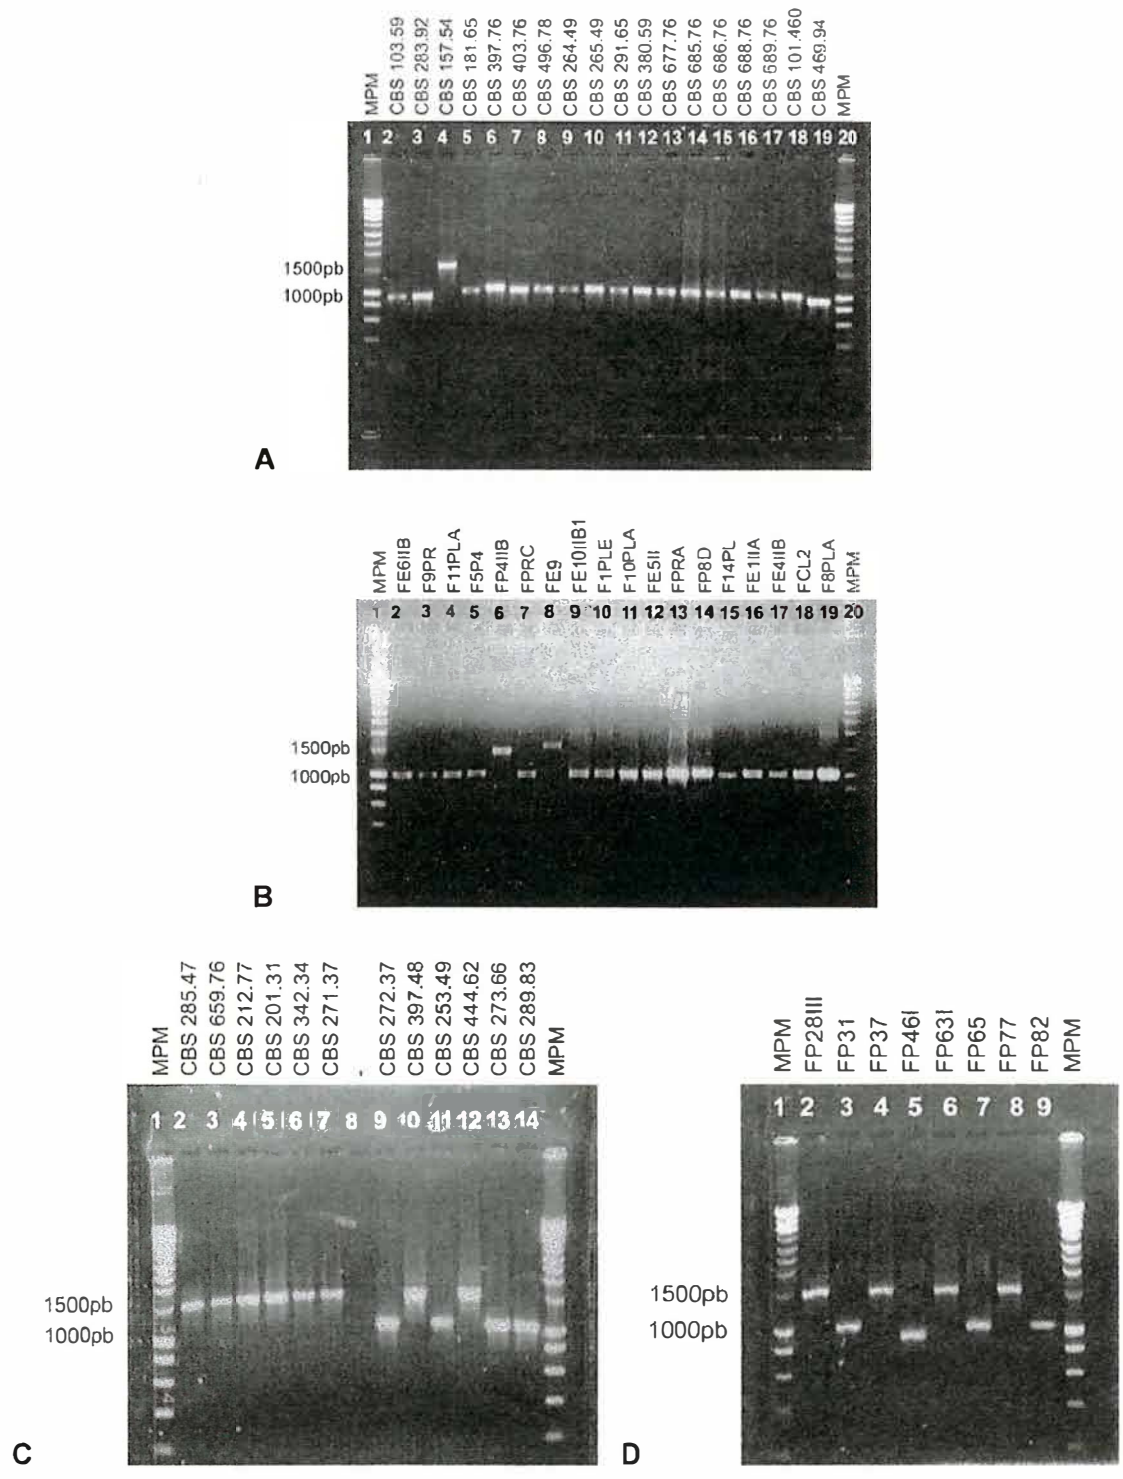 MPM CBS 103.59 CBS 283.92 CBS 157.54 CBS 181.65 CBS 397.76 CBS 403.76 CBS 496.78 CBS 264.49 CBS 265.49 CBS 291.65 CBS 380.59 CBS 677.76 CBS 685.76 CBS 686.76 CBS 688.76 CBS 689.76 CBS 101.460 CBS 469.94 MPM
1 2 3 4 5 6 7 8 9 10 11 12 13 14 15 16 17 18 19 20
1500pb
1000pb
A
MPM FE6IIB F9PR F11PLA F5P4 FP4IIB FPRC FE9 FE10IIB1 F1PLE F10PLA FE5II FPRA FP8D F14PL FE1IIA FE4IIB FCL2 F8PLA MPM
1 2 3 4 5 6 7 8 9 10 11 12 13 14 15 16 17 18 19 20
1500pb
1000pb
B
MPM CBS 285.47 CBS 659.76 CBS 212.77 CBS 201.31 CBS 342.34 CBS 271.37 CBS 272.37 CBS 397.48 CBS 253.49 CBS 444.62 CBS 273.66 CBS 289.83 MPM
1 2 3 4 5 6 7 8 9 10 11 12 13 14
1500pb
1000pb
C
MPM FP28III FP31 FP37 FP46I FP63I FP65 FP77 FP82 MPM
1 2 3 4 5 6 7 8 9
1500pb
1000pb
D